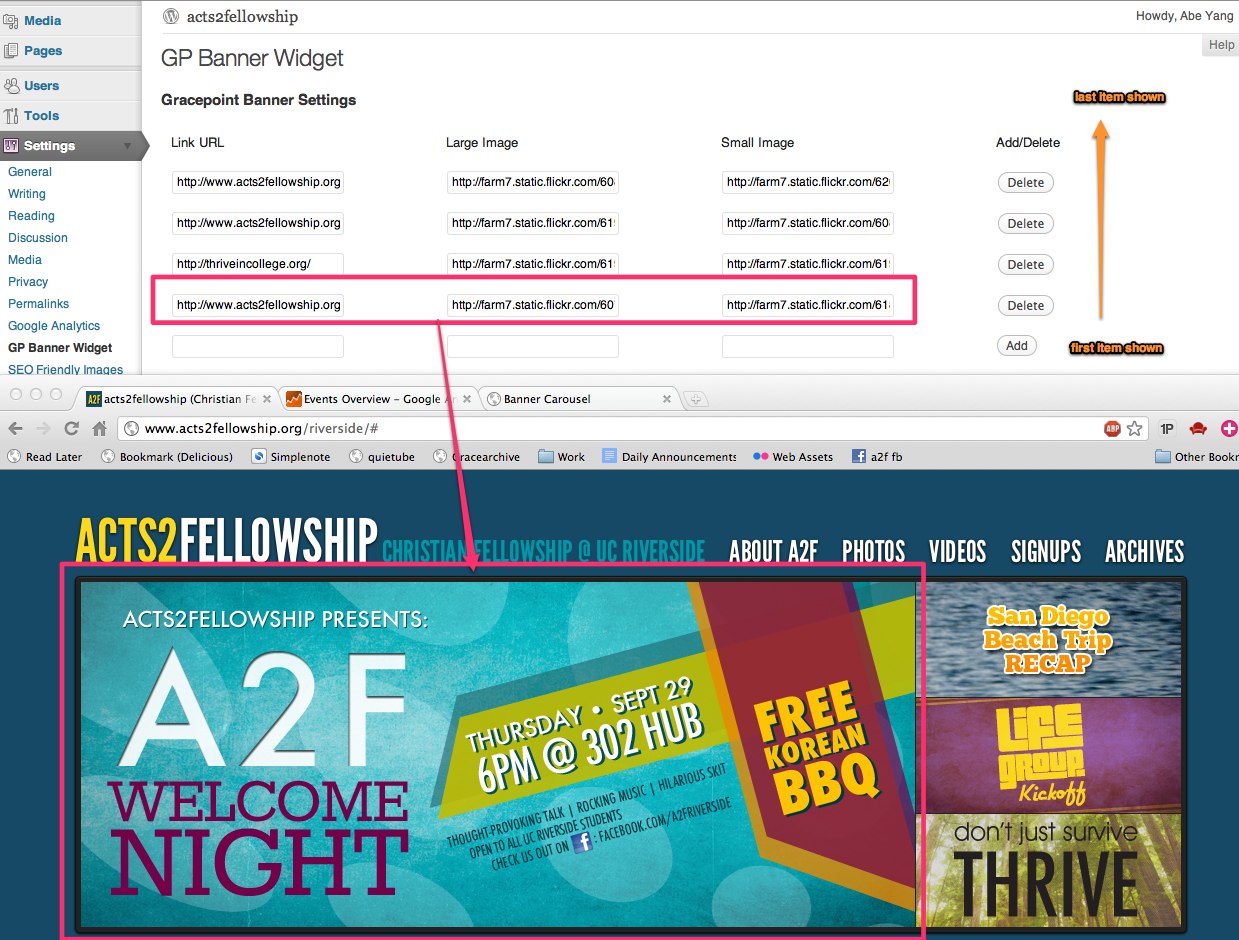 Media
Pages
Users
Tools
Settings
General
Writing
Reading
Discussion
Media
Privacy
Permalinks
Google Analytics
GP Banner Widget
SEO Friendly Images
acts2fellowship
Howdy, Abe Yang
Help
GP Banner Widget
Gracepoint Banner Settings
last item shown
Link URL Large Image Small Image Add/Delete
http://www.acts2fellowship.org http://farm7.static.flickr.com/60 http://farm7.static.flickr.com/62 Delete
http://www.acts2fellowship.org http://farm7.static.flickr.com/61 http://farm7.static.flickr.com/60 Delete
http://thriveincollege.org/ http://farm7.static.flickr.com/61 http://farm7.static.flickr.com/61 Delete
http://www.acts2fellowship.org http://farm7.static.flickr.com/60 http://farm7.static.flickr.com/61 Delete
Add
first item shown
A2F acts2fellowship (Christian Fe Events Overview – Google Banner Carousel
www.acts2fellowship.org/riverside/#
ABP 1P
Read Later Bookmark (Delicious) Simplenote quietube Gracearchive Work Daily Announcements Web Assets a2f fb Other Bookr
ACTS2FELLOWSHIP CHRISTIAN FELLOWSHIP @ UC RIVERSIDE ABOUT A2F PHOTOS VIDEOS SIGNUPS ARCHIVES
ACTS2FELLOWSHIP PRESENTS:
A2F
WELCOME
NIGHT
THURSDAY • SEPT 29
6PM @ 302 HUB
THOUGHT-PROVOKING TALK | ROCKING MUSIC | HILARIOUS SKIT
OPEN TO ALL UC RIVERSIDE STUDENTS
CHECK US OUT ON f : FACEBOOK.COM/A2FRIVERSIDE
FREE
KOREAN
BBQ
San Diego
Beach Trip
RECAP
LIFE
GROUP
Kickoff
don't just survive
THRIVE